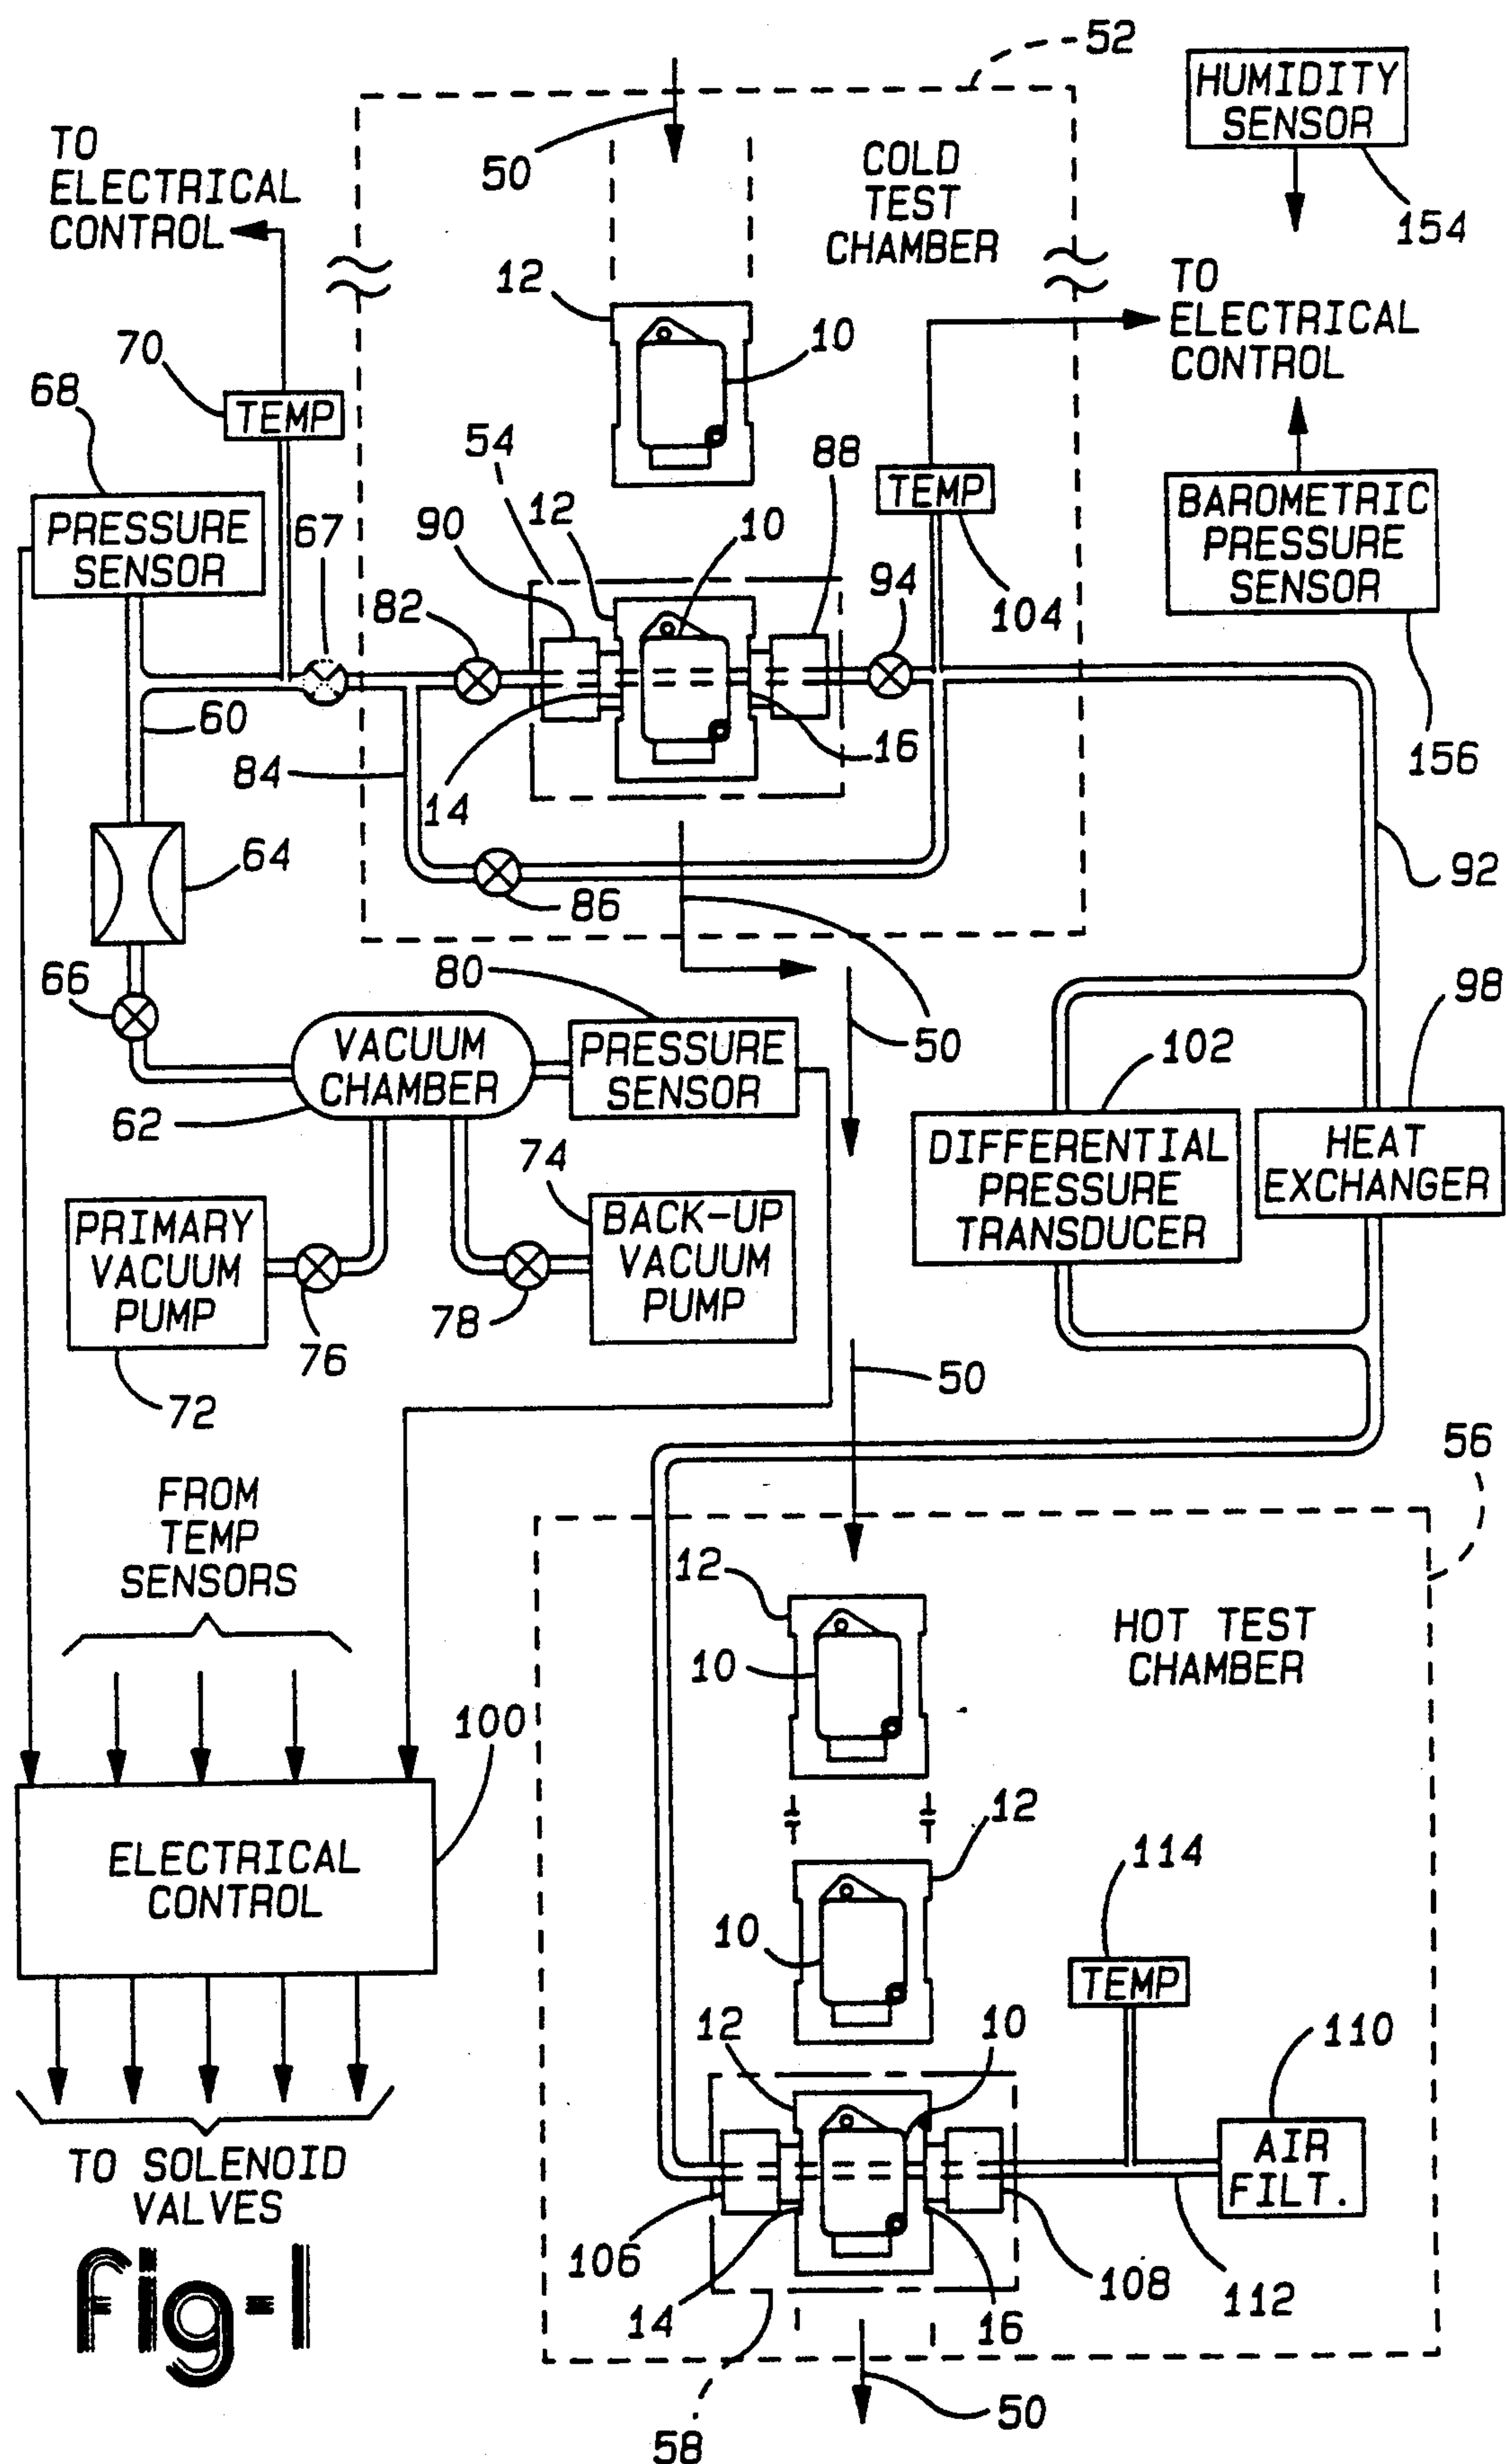 52
HUMIDITY
SENSOR
154
TO
ELECTRICAL
CONTROL
50
COLD
TEST
CHAMBER
12
10
TO
ELECTRICAL
CONTROL
70
TEMP
68
PRESSURE
SENSOR
67
54
12
10
88
90
82
94
TEMP
104
BAROMETRIC
PRESSURE
SENSOR
156
60
84
14
16
64
86
92
66
80
50
98
VACUUM
CHAMBER
62
PRESSURE
SENSOR
102
DIFFERENTIAL
PRESSURE
TRANSDUCER
HEAT
EXCHANGER
PRIMARY
VACUUM
PUMP
72
76
74
BACK-UP
VACUUM
PUMP
78
50
56
FROM
TEMP
SENSORS
12
10
HOT TEST
CHAMBER
100
ELECTRICAL
CONTROL
12
10
114
TEMP
12
10
110
AIR
FILT.
TO SOLENOID
VALVES
106
14
16
108
112
58
50
Fig-1